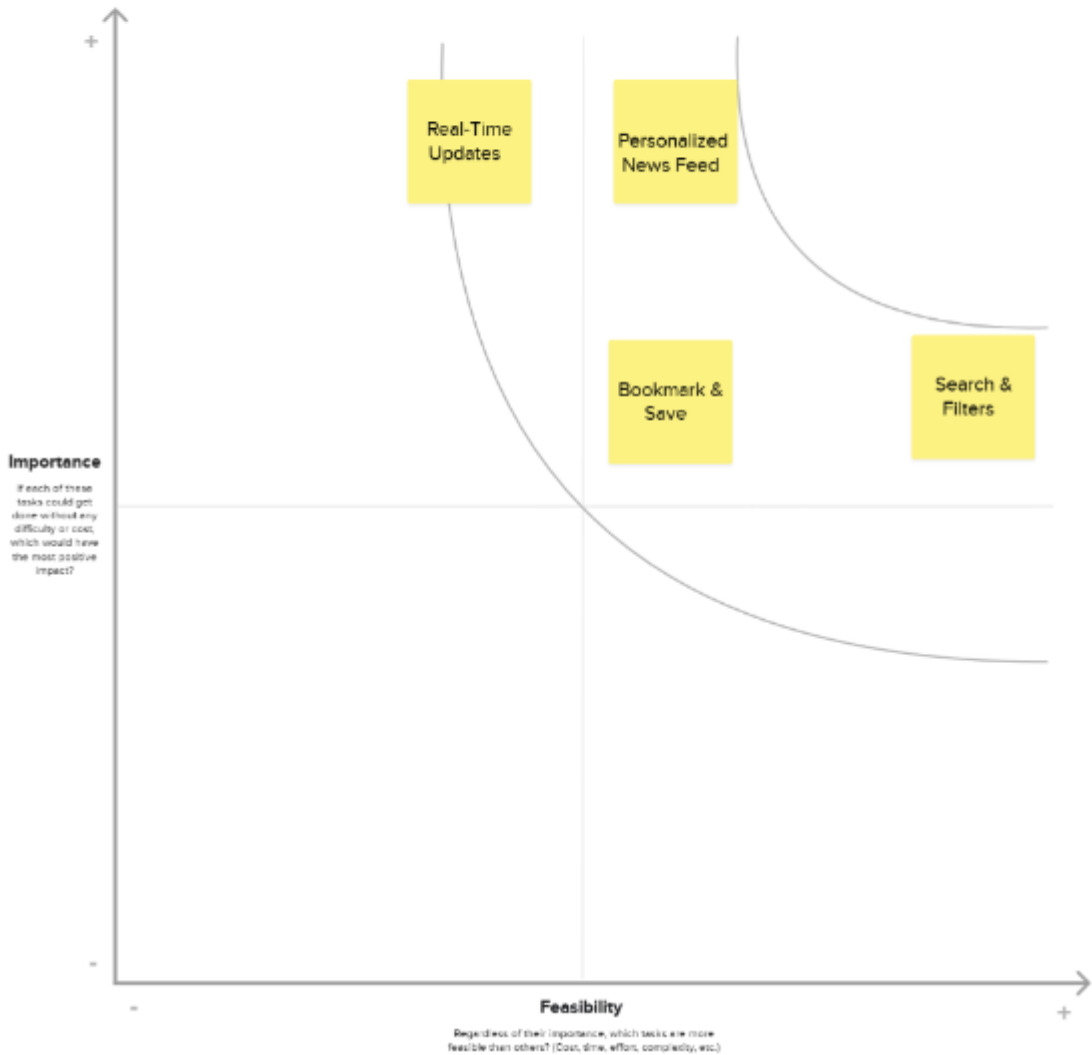 +
Real-Time
Updates
Personalized
News Feed
Bookmark &
Save
Search &
Filters
Importance
If each of these
tasks could get
done without any
difficulty or cost,
which would have
the most positive
impact?
-
-
Feasibility
+
Regardless of their importance, which tasks are more
feasible than others? (Cost, time, effort, complexity, etc.)